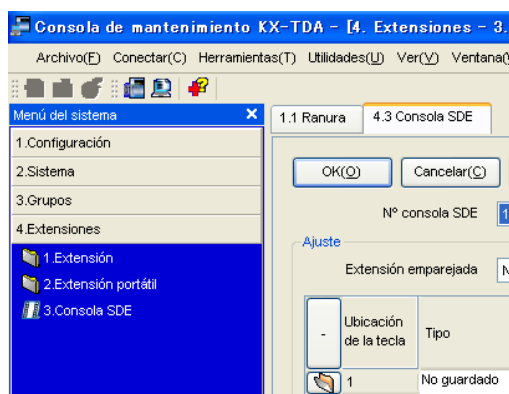 Consola de mantenimiento KX-TDA - [4. Extensiones - 3.
Archivo(F) Conectar(C) Herramientas(T) Utilidades(U) Ver(V) Ventana(
Menú del sistema
1.1 Ranura 4.3 Consola SDE
1.Configuración
2.Sistema
3.Grupos
4.Extensiones
1.Extensión
2.Extensión portátil
3.Consola SDE
OK(O) Cancelar(C)
Nº consola SDE 1
Ajuste
Extensión emparejada N
- Ubicación de la tecla Tipo
1 No guardado